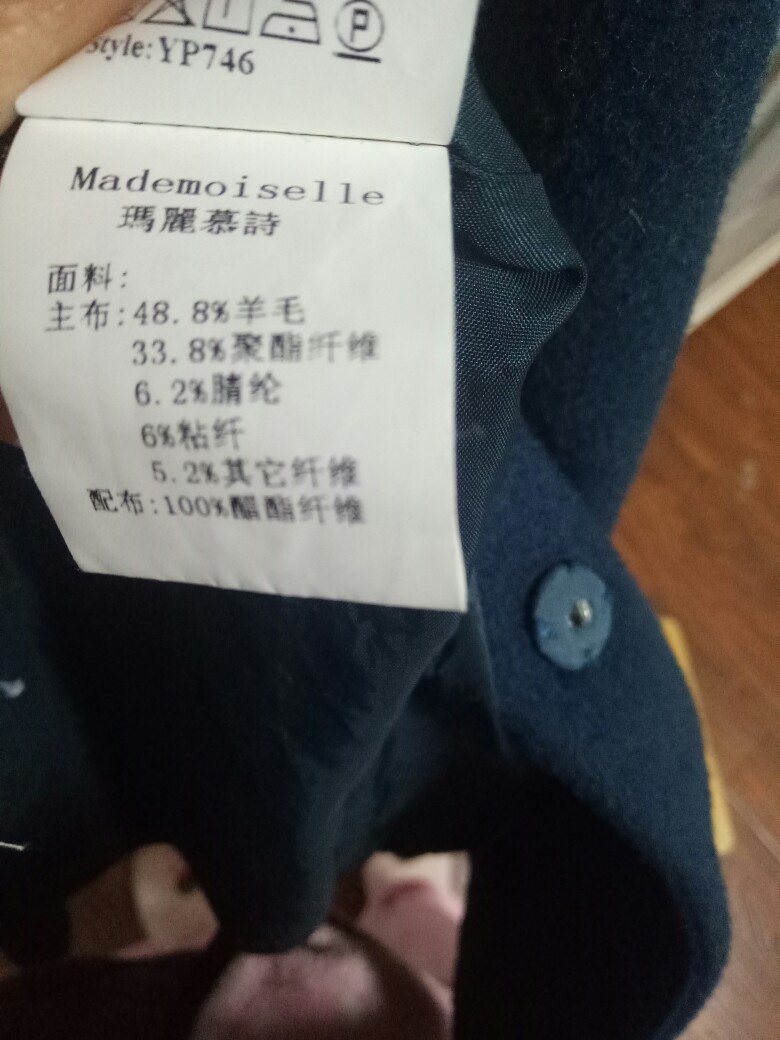 Style:YP746
Mademoiselle
瑪麗慕詩
面料:
主布:48.8%羊毛
33.8%聚酯纤维
6.2%腈纶
6%粘纤
5.2%其它纤维
配布:100%醋酯纤维